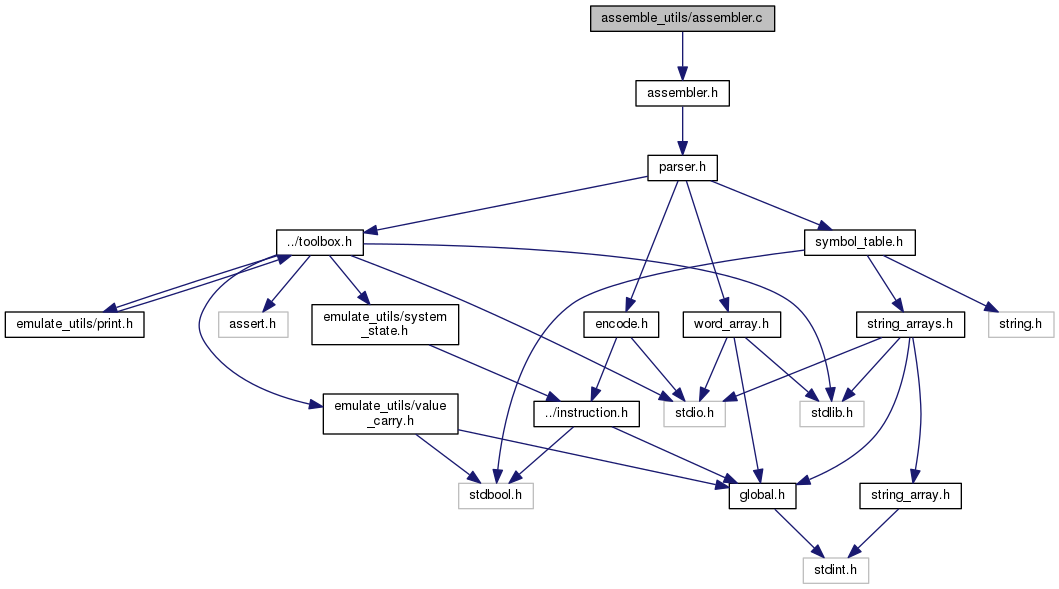 assemble_utils/assembler.c
assembler.h
parser.h
../toolbox.h
symbol_table.h
emulate_utils/print.h
assert.h
emulate_utils/system
_state.h
encode.h
word_array.h
string_arrays.h
string.h
emulate_utils/value
_carry.h
../instruction.h
stdio.h
stdlib.h
stdbool.h
global.h
string_array.h
stdint.h